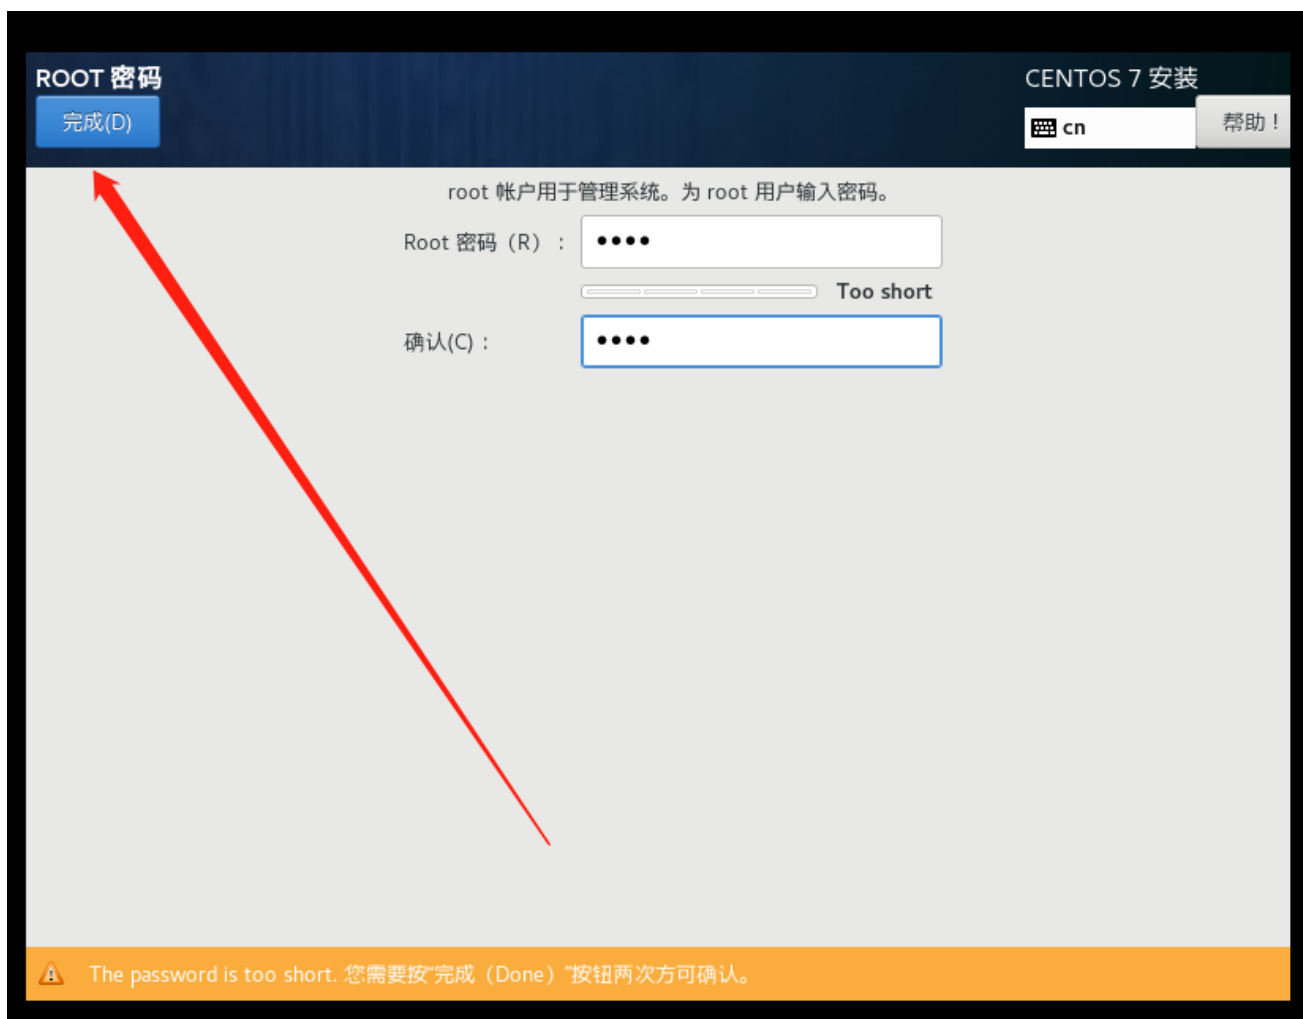 ROOT 密码
CENTOS 7 安装
完成(D)
cn
帮助！
root 帐户用于管理系统。为 root 用户输入密码。
Root 密码（R）：
••••
Too short
确认(C)：
••••
The password is too short. 您需要按“完成（Done）”按钮两次方可确认。